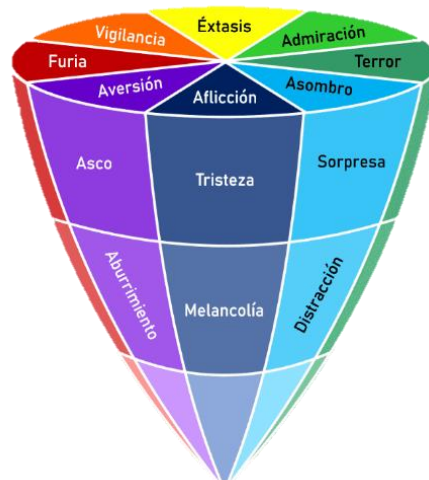 Éxtasis
Vigilancia
Admiración
Furia
Terror
Aversión
Aflicción
Asombro
Asco
Tristeza
Sorpresa
Aburrimiento
Melancolía
Distracción